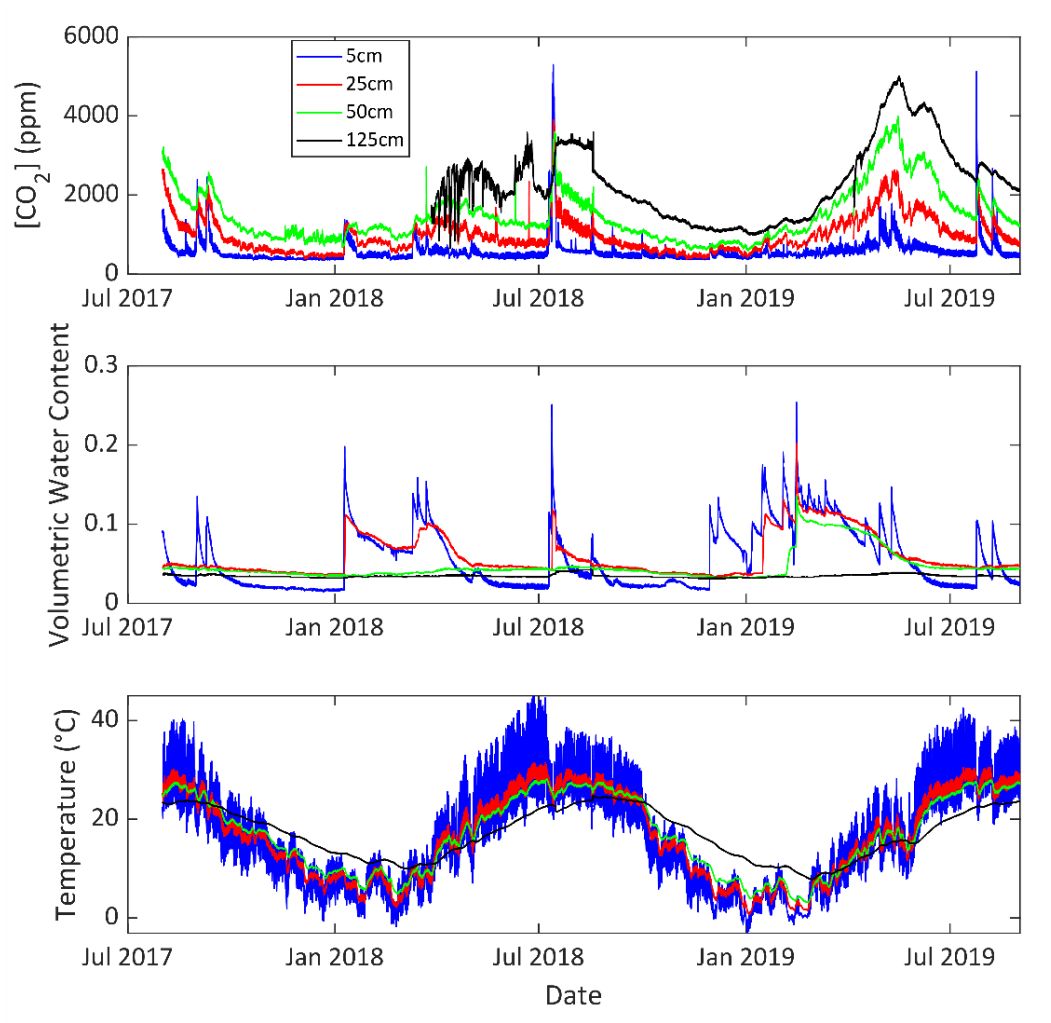 [CO2] (ppm)
6000
4000
2000
0
5cm
25cm
50cm
125cm
Jul 2017 Jan 2018 Jul 2018 Jan 2019 Jul 2019
Volumetric Water Content
0.3
0.2
0.1
0
Jul 2017 Jan 2018 Jul 2018 Jan 2019 Jul 2019
Temperature (°C)
40
20
0
Jul 2017 Jan 2018 Jul 2018 Jan 2019 Jul 2019
Date